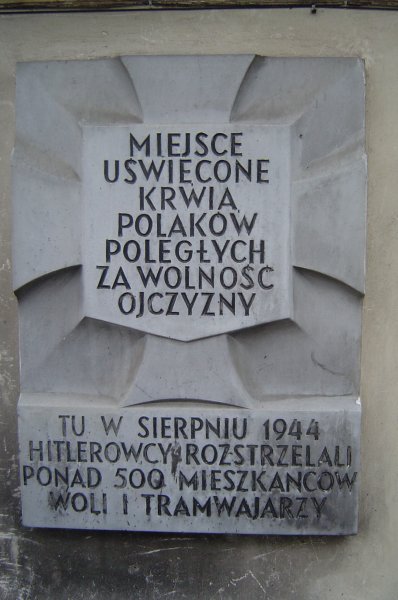 MIEJSCE
UŚWIĘCONE
KRWIĄ
POLAKÓW
POLEGŁYCH
ZA WOLNOŚĆ
OJCZYZNY
TU W SIERPNIU 1944
HITLEROWCY ROZSTRZELALI
PONAD 500 MIESZKAŃCÓW
WOLI I TRAMWAJARZY